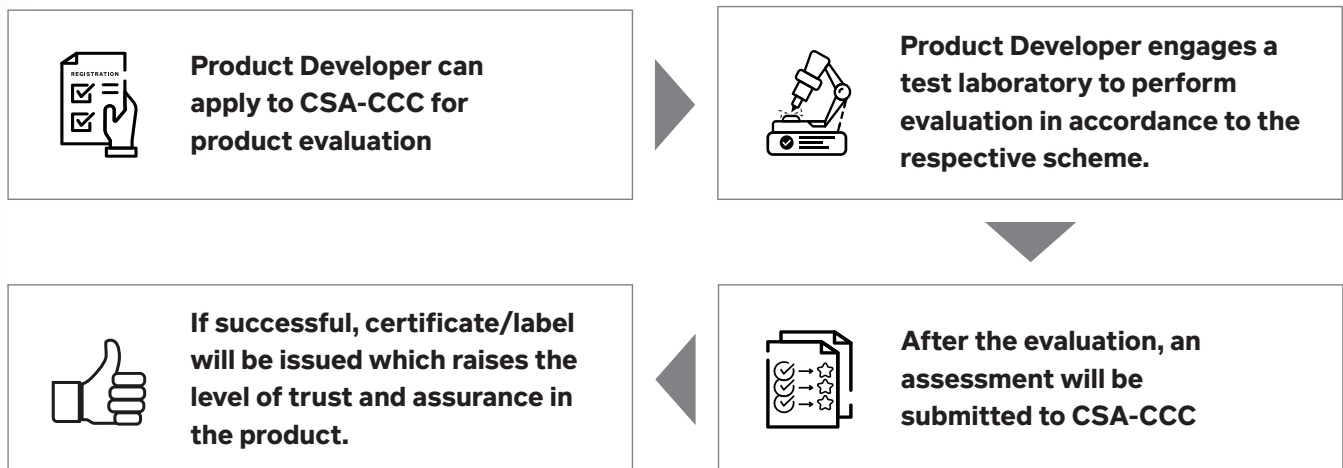 REGISTRATION
Product Developer can
apply to CSA-CCC for
product evaluation
Product Developer engages a
test laboratory to perform
evaluation in accordance to the
respective scheme.
After the evaluation, an
assessment will be
submitted to CSA-CCC
If successful, certificate/label
will be issued which raises the
level of trust and assurance in
the product.